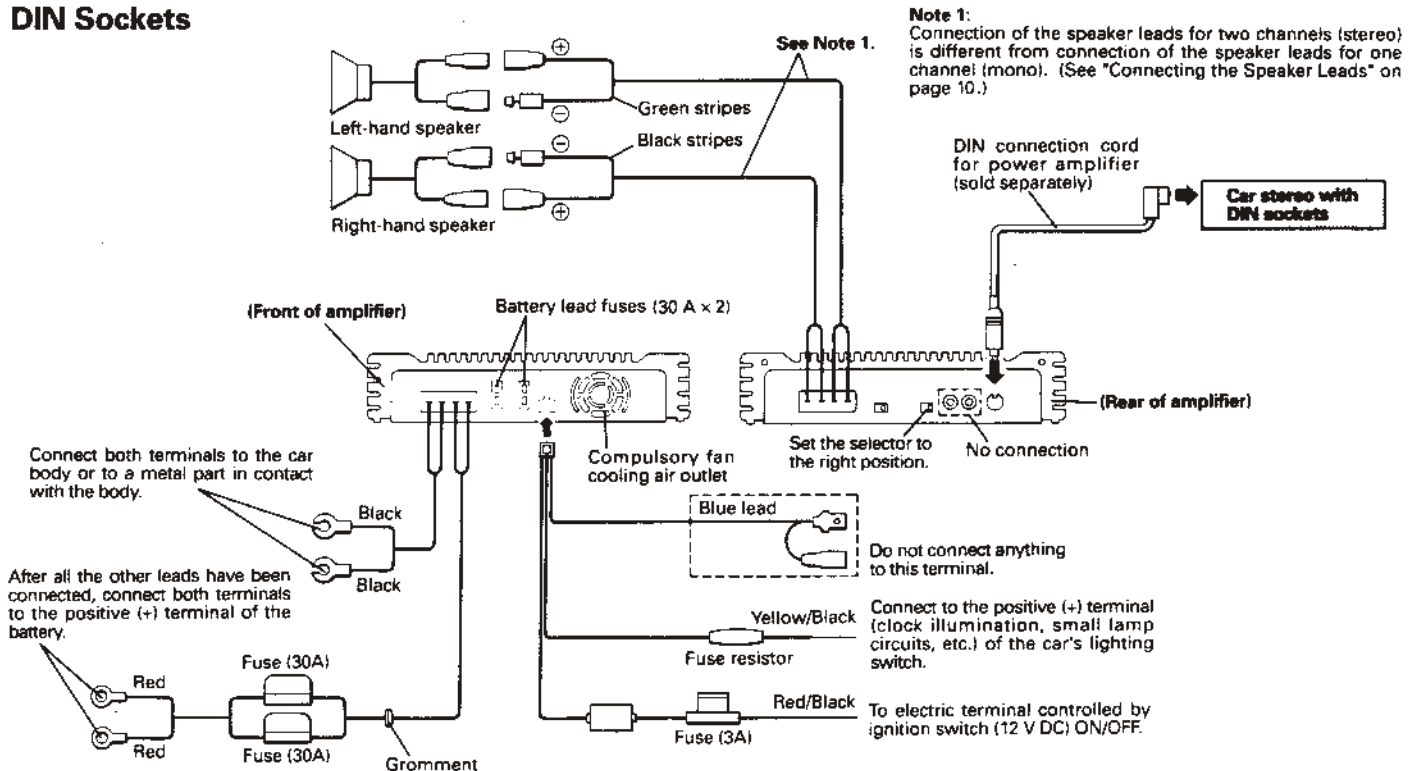 DIN Sockets
Note 1:
Connection of the speaker leads for two channels (stereo)
is different from connection of the speaker leads for one
channel (mono). (See "Connecting the Speaker Leads" on
page 10.)
See Note 1.
⊕
Green stripes
⊖
Left-hand speaker
⊖
Black stripes
⊕
Right-hand speaker
DIN connection cord
for power amplifier
(sold separately)
Car stereo with
DIN sockets
(Front of amplifier)
Battery lead fuses (30 A × 2)
(Rear of amplifier)
Set the selector to
the right position.
No connection
Compulsory fan
cooling air outlet
Connect both terminals to the car
body or to a metal part in contact
with the body.
Black
Black
Blue lead
Do not connect anything
to this terminal.
After all the other leads have been
connected, connect both terminals
to the positive (+) terminal of the
battery.
Yellow/Black
Fuse resistor
Connect to the positive (+) terminal
(clock illumination, small lamp
circuits, etc.) of the car's lighting
switch.
Red
Red
Fuse (30A)
Fuse (30A)
Gromment
Red/Black
Fuse (3A)
To electric terminal controlled by
ignition switch (12 V DC) ON/OFF.